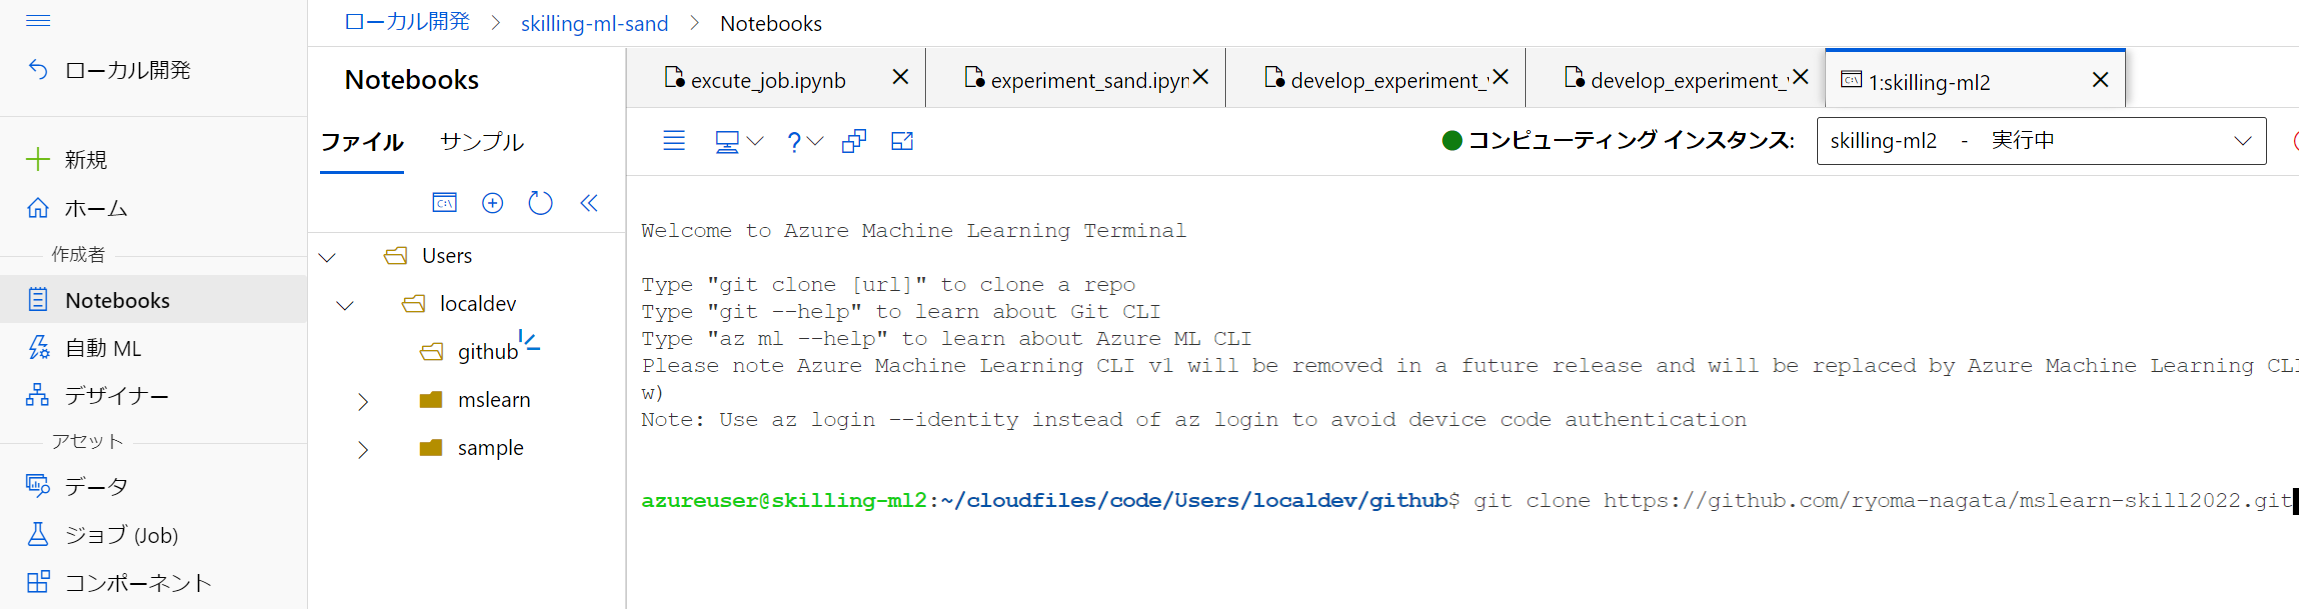 ローカル開発
新規
ホーム
作成者
Notebooks
自動 ML
デザイナー
アセット
データ
ジョブ (Job)
コンポーネント
ローカル開発 > skilling-ml-sand > Notebooks
Notebooks
ファイル サンプル
Users
localdev
github
mslearn
sample
excute_job.ipynb
experiment_sand.ipyn
develop_experiment_
develop_experiment_
1:skilling-ml2
コンピューティング インスタンス: skilling-ml2 - 実行中
Welcome to Azure Machine Learning Terminal
Type "git clone [url]" to clone a repo
Type "git --help" to learn about Git CLI
Type "az ml --help" to learn about Azure ML CLI
Please note Azure Machine Learning CLI v1 will be removed in a future release and will be replaced by Azure Machine Learning CLI
w)
Note: Use az login --identity instead of az login to avoid device code authentication
azureuser@skilling-ml2:~/cloudfiles/code/Users/localdev/github$ git clone https://github.com/ryoma-nagata/mslearn-skill2022.git